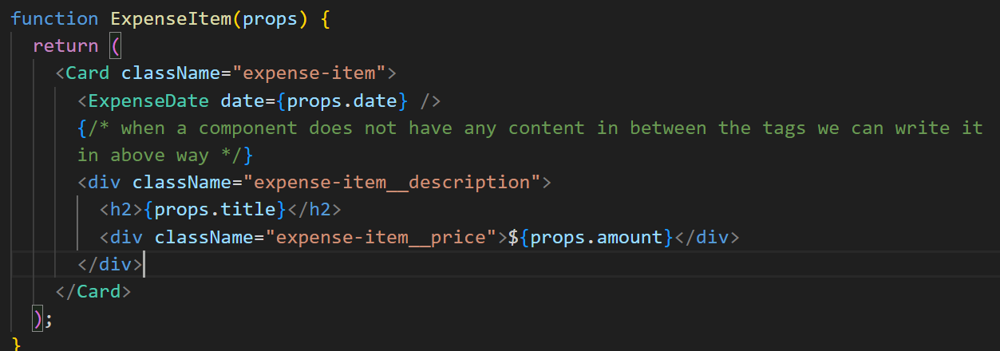 function ExpenseItem(props) {
return (
<Card className="expense-item">
<ExpenseDate date={props.date} />
{/* when a component does not have any content in between the tags we can write it
in above way */}
<div className="expense-item__description">
<h2>{props.title}</h2>
<div className="expense-item__price">${props.amount}</div>
</div>
</Card>
);
}